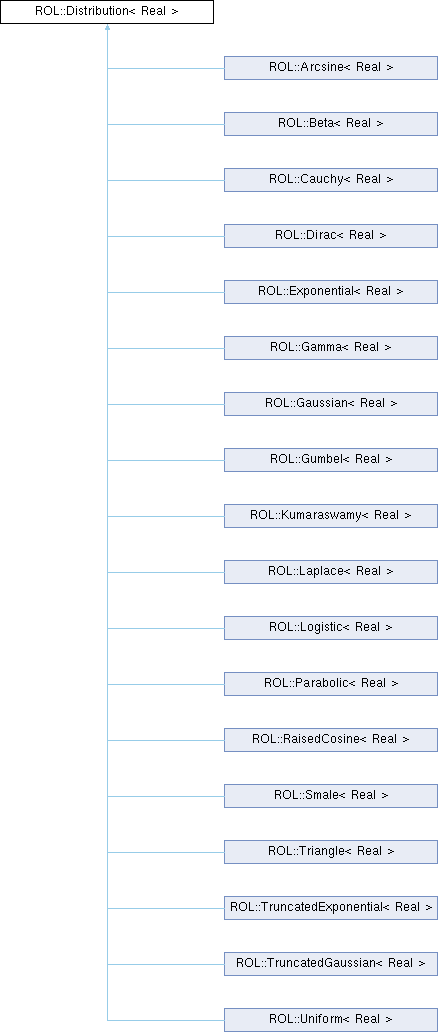 ROL::Distribution< Real >
ROL::Arcsine< Real >
ROL::Beta< Real >
ROL::Cauchy< Real >
ROL::Dirac< Real >
ROL::Exponential< Real >
ROL::Gamma< Real >
ROL::Gaussian< Real >
ROL::Gumbel< Real >
ROL::Kumaraswamy< Real >
ROL::Laplace< Real >
ROL::Logistic< Real >
ROL::Parabolic< Real >
ROL::RaisedCosine< Real >
ROL::Smale< Real >
ROL::Triangle< Real >
ROL::TruncatedExponential< Real >
ROL::TruncatedGaussian< Real >
ROL::Uniform< Real >